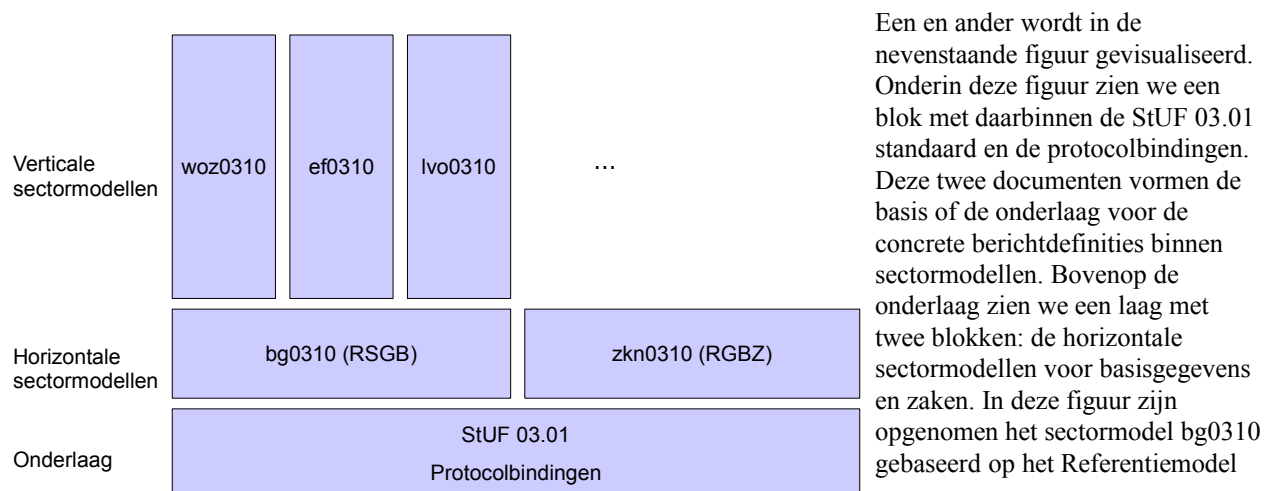 Verticale
sectormodellen
woz0310
ef0310
lvo0310
...
Horizontale
sectormodellen
bg0310 (RSGB)
zkn0310 (RGBZ)
Onderlaag
StUF 03.01
Protocolbindingen
Een en ander wordt in de
nevenstaande figuur gevisualiseerd.
Onderin deze figuur zien we een
blok met daarbinnen de StUF 03.01
standaard en de protocolbindingen.
Deze twee documenten vormen de
basis of de onderlaag voor de
concrete berichtdefinities binnen
sectormodellen. Bovenop de
onderlaag zien we een laag met
twee blokken: de horizontale
sectormodellen voor basisgegevens
en zaken. In deze figuur zijn
opgenomen het sectormodel bg0310
gebaseerd op het Referentiemodel